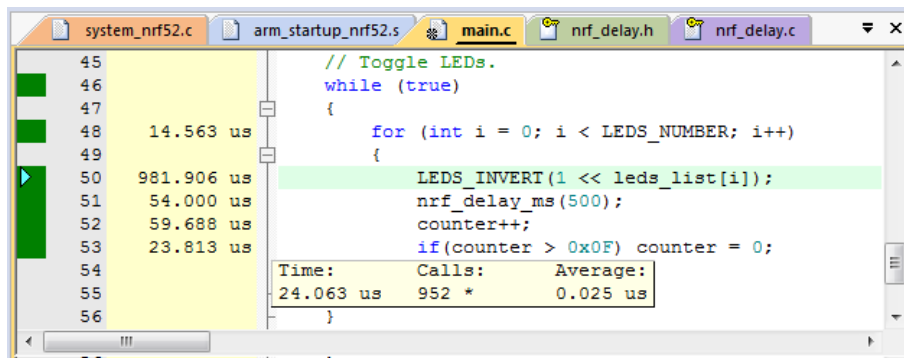 system_nrf52.c arm_startup_nrf52.s main.c nrf_delay.h nrf_delay.c
45 // Toggle LEDs.
46 while (true)
47 {
48 14.563 us for (int i = 0; i < LEDS_NUMBER; i++)
49 {
50 981.906 us LEDS_INVERT(1 << leds_list[i]);
51 54.000 us nrf_delay_ms(500);
52 59.688 us counter++;
53 23.813 us if(counter > 0x0F) counter = 0;
54 Time: Calls: Average:
55 24.063 us 952 * 0.025 us
56 }